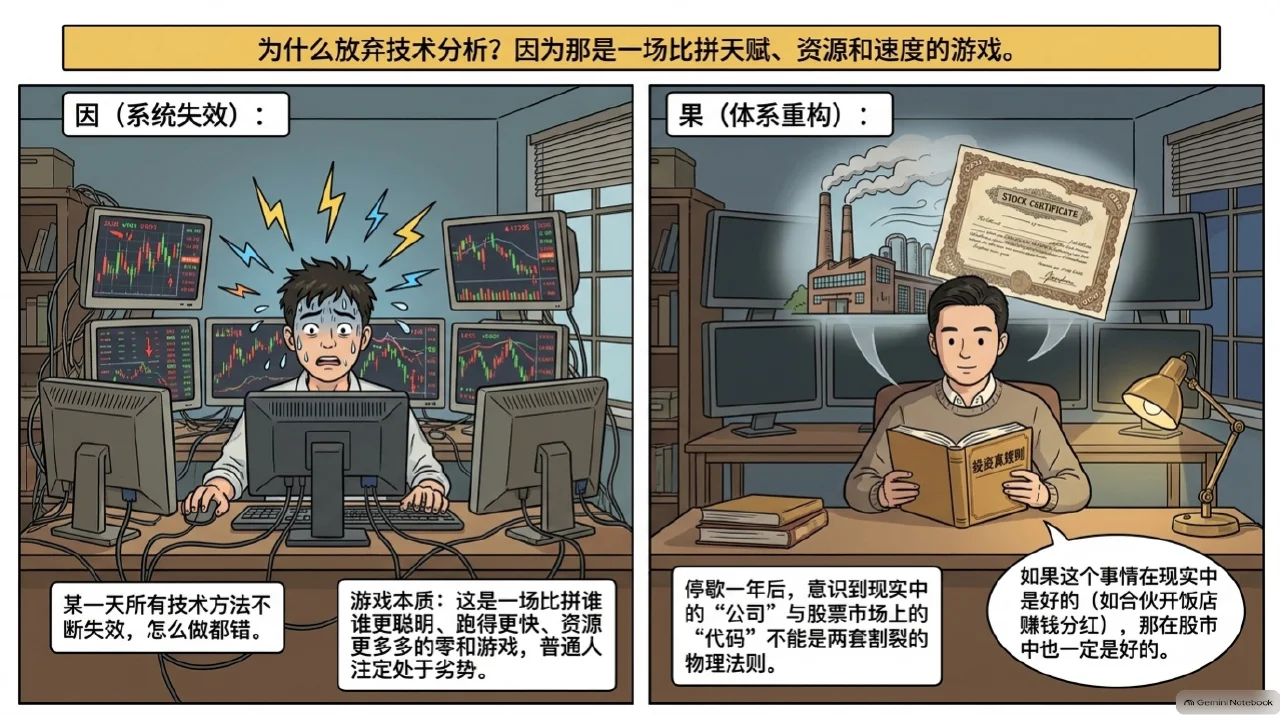 为什么放弃技术分析？因为那是一场比拼天赋、资源和速度的游戏。
因（系统失效）：
某一天所有技术方法不
断失效，怎么做都错。
游戏本质：这是一场比拼谁
谁更聪明、跑得更快、资源
更多多的零和游戏，普通人
注定处于劣势。
果（体系重构）：
STOCK CERTIFICATE
停歇一年后，意识到现实中
的“公司”与股票市场上的
“代码”不能是两套割裂的
物理法则。
如果这个事情在现实中
是好的（如合伙开饭店
赚钱分红），那在股市
中也一定是好的。
Gemini Notebook